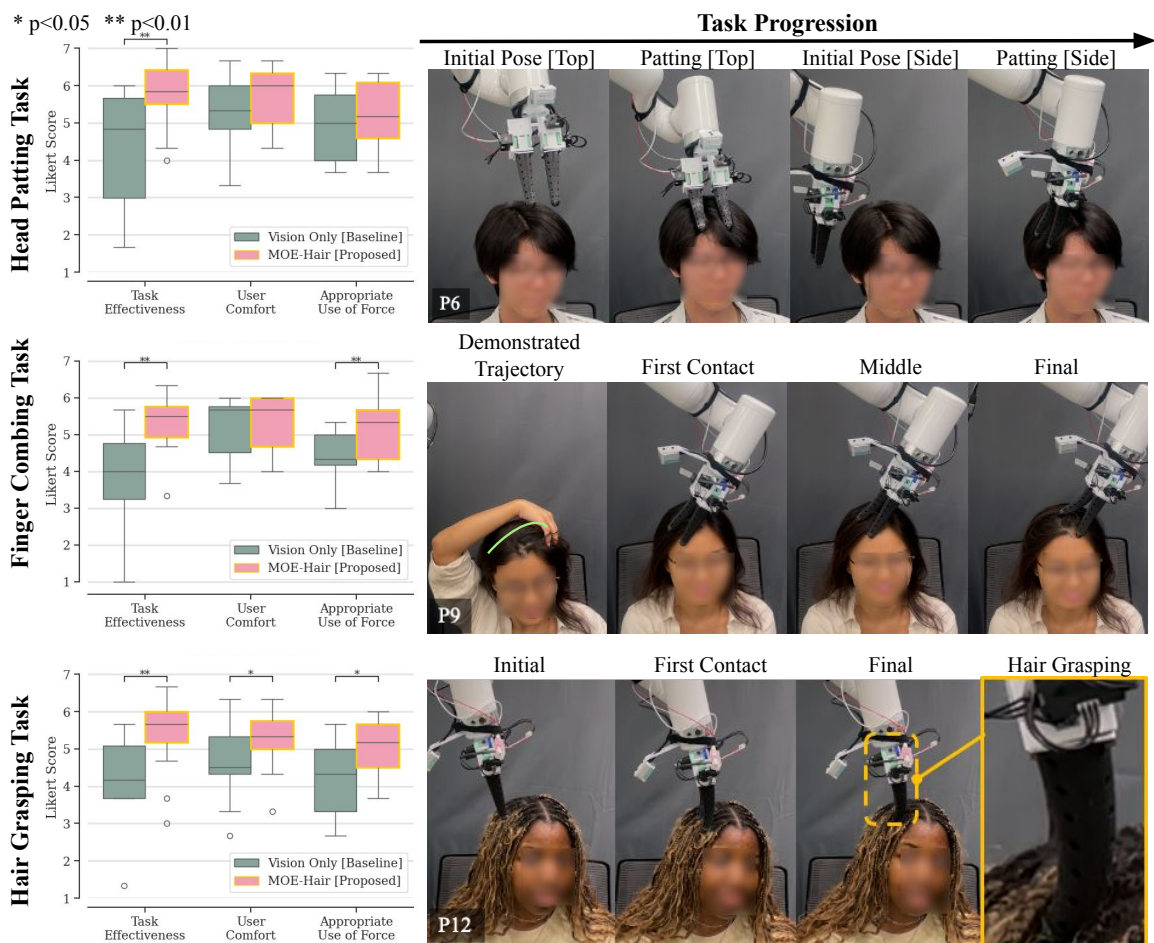 * p<0.05 ** p<0.01
Task Progression
Head Patting Task
Likert Score
7
6
5
4
3
2
1
**
Vision Only [Baseline]
MOE-Hair [Proposed]
Task
Effectiveness
User
Comfort
Appropriate
Use of Force
Initial Pose [Top]
Patting [Top]
Initial Pose [Side]
Patting [Side]
P6
Finger Combing Task
Likert Score
7
6
5
4
3
2
1
**
**
Vision Only [Baseline]
MOE-Hair [Proposed]
Task
Effectiveness
User
Comfort
Appropriate
Use of Force
Demonstrated
Trajectory
First Contact
Middle
Final
P9
Hair Grasping Task
Likert Score
7
6
5
4
3
2
1
**
*
*
Vision Only [Baseline]
MOE-Hair [Proposed]
Task
Effectiveness
User
Comfort
Appropriate
Use of Force
Initial
First Contact
Final
Hair Grasping
P12